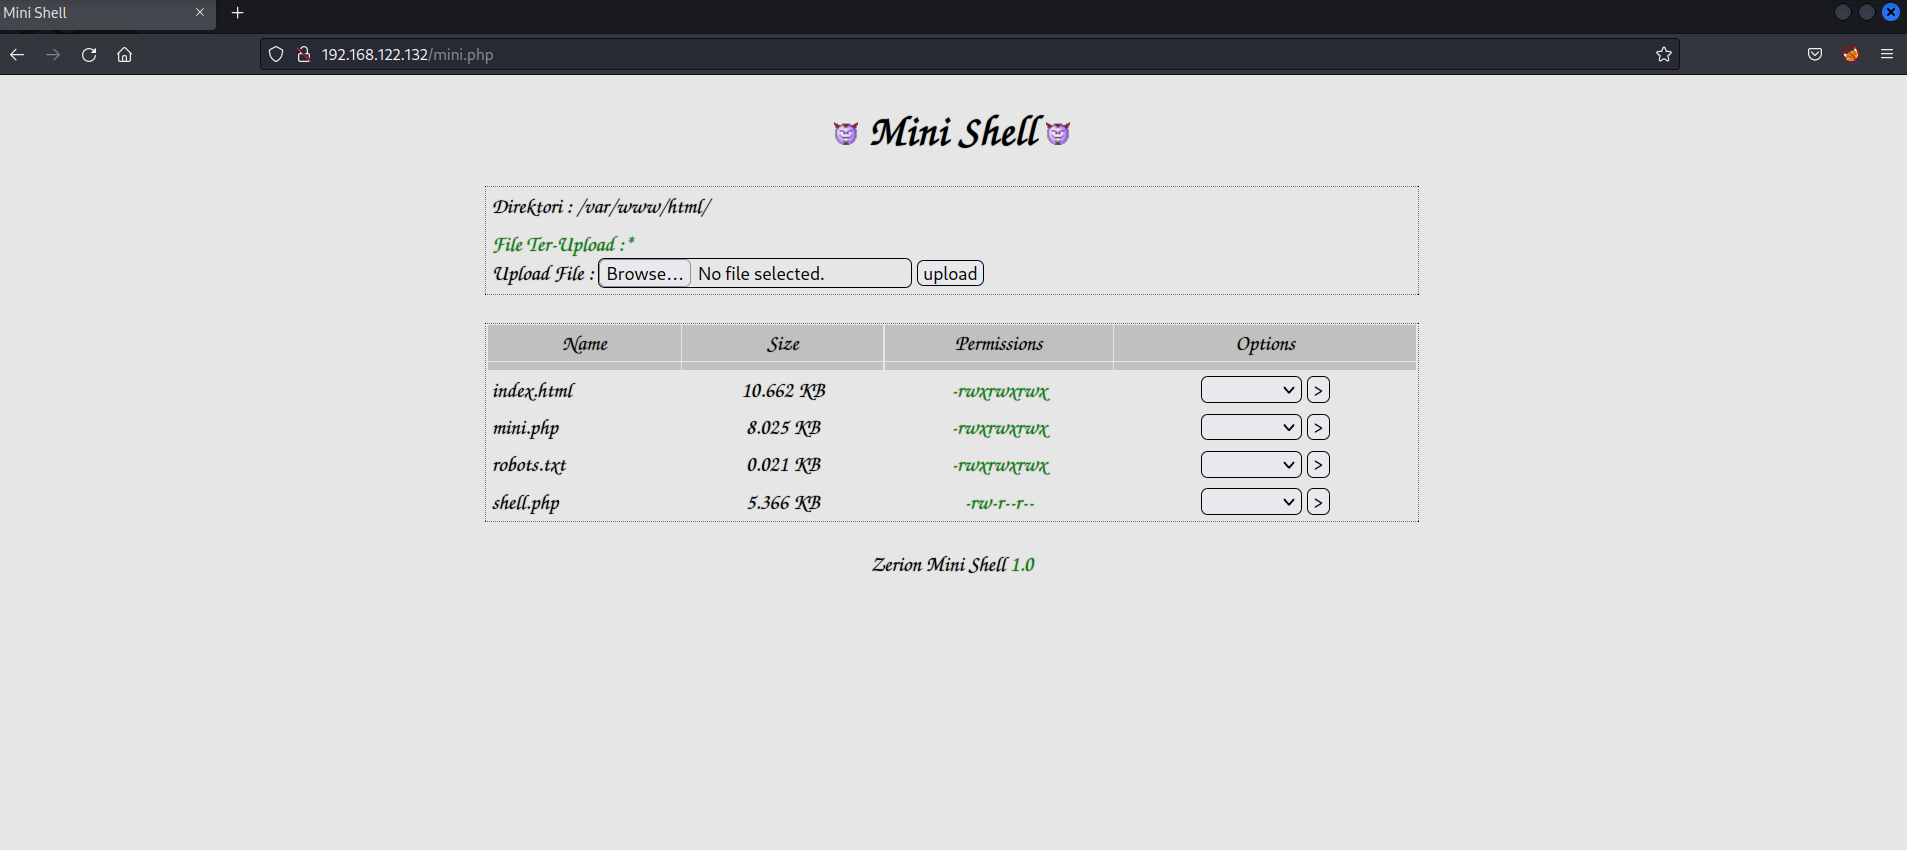 Mini Shell
192.168.122.132/mini.php
Mini Shell
Direktori : /var/www/html/
File Ter-Upload :*
Upload File : Browse... No file selected. upload
Name Size Permissions Options
index.html 10.662 KB -rwxrwxrwx >
mini.php 8.025 KB -rwxrwxrwx >
robots.txt 0.021 KB -rwxrwxrwx >
shell.php 5.366 KB -rw-r--r-- >
Zerion Mini Shell 1.0